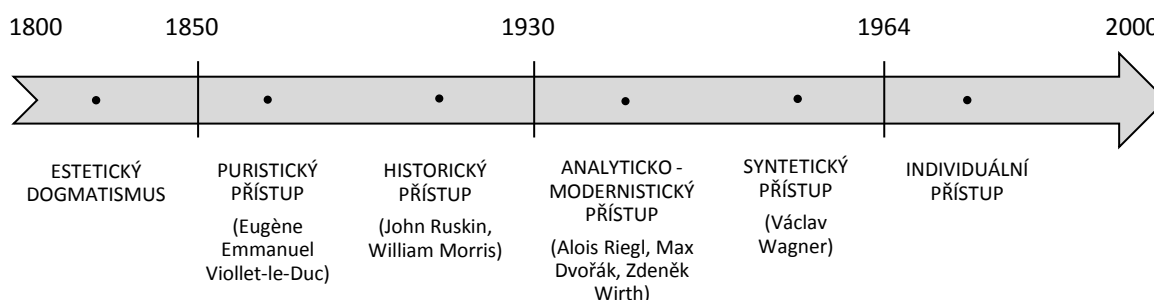 1800
1850
1930
1964
2000
ESTETICKÝ
DOGMATISMUS
PURISTICKÝ
PŘÍSTUP
(Eugène
Emmanuel
Viollet-le-Duc)
HISTORICKÝ
PŘÍSTUP
(John Ruskin,
William Morris)
ANALYTICKO -
MODERNISTICKÝ
PŘÍSTUP
(Alois Riegl, Max
Dvořák, Zdeněk
Wirth)
SYNTETICKÝ
PŘÍSTUP
(Václav
Wagner)
INDIVIDUÁLNÍ
PŘÍSTUP